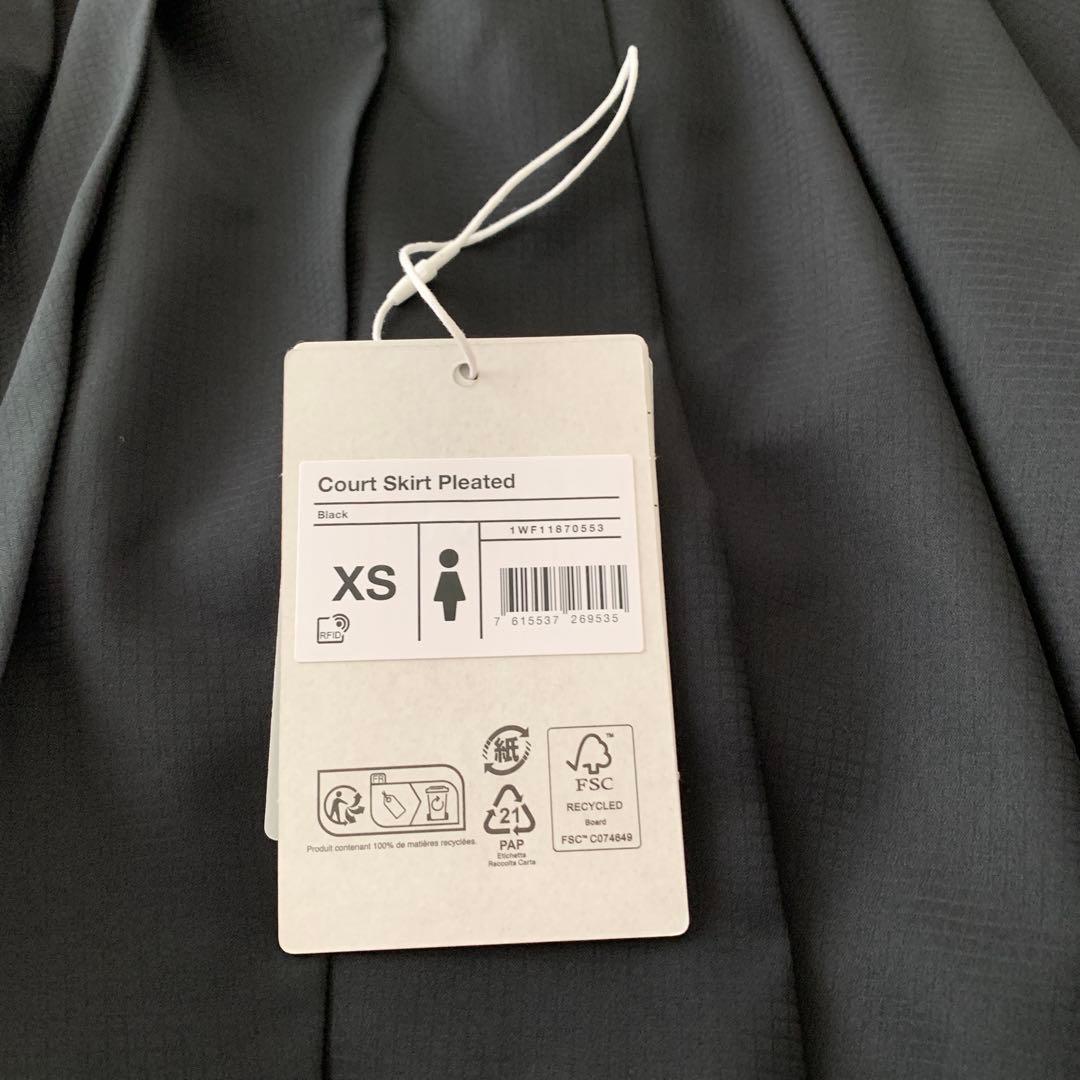 Court Skirt Pleated
Black
1WF11870553
XS
RFID
7 615537 269535
FR
Produit contenant 100% de matières recyclées.
紙
21
PAP
Etichetta
Raccolta Carta
™
FSC
RECYCLED
Board
FSC™ C074649